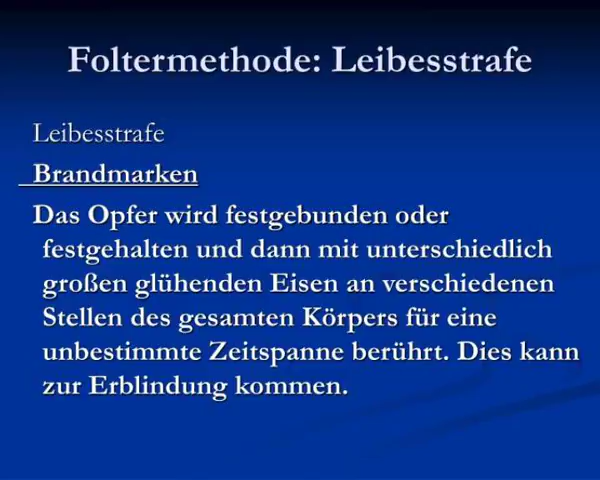 Foltermethode: Leibesstrafe
Leibesstrafe
Brandmarken
Das Opfer wird festgebunden oder
festgehalten und dann mit unterschiedlich
großen glühenden Eisen an verschiedenen
Stellen des gesamten Körpers für eine
unbestimmte Zeitspanne berührt. Dies kann
zur Erblindung kommen.